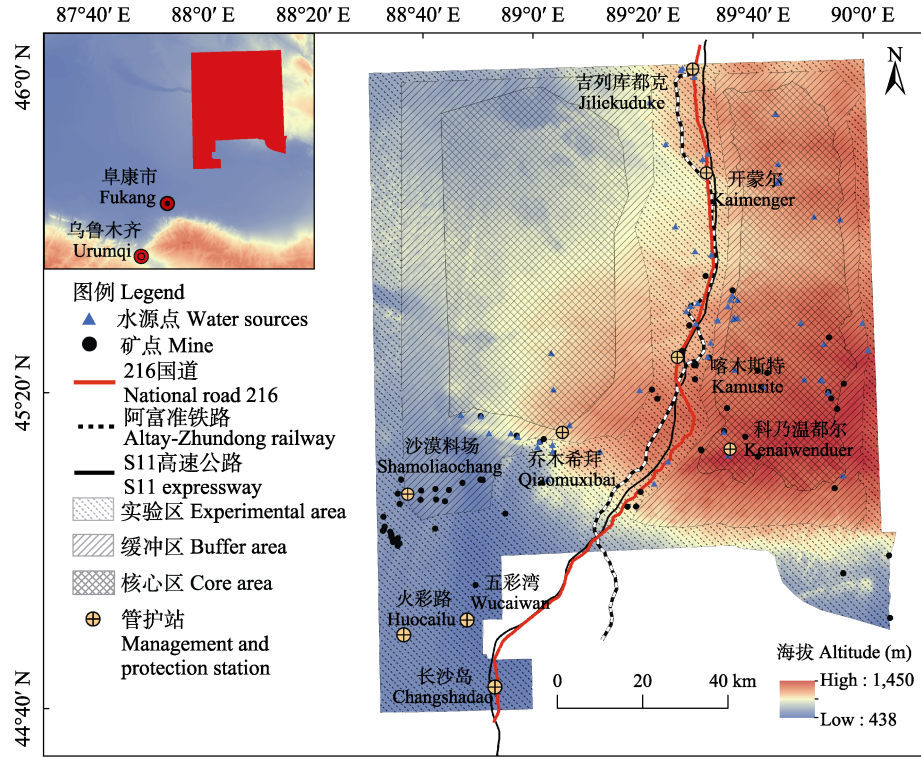 87°40′ E
88°0′ E
88°20′ E
88°40′ E
89°0′ E
89°20′ E
89°40′ E
90°0′ E
46°0′ N
45°20′ N
44°40′ N
N
阜康市
Fukang
乌鲁木齐
Urumqi
吉列库都克
Jiliekuduke
开蒙尔
Kaimenger
喀木斯特
Kamusite
科乃温都尔
Kenaiwenduer
沙漠料场
Shamoliaochang
乔木希拜
Qiaomuxibai
五彩湾
Wucaiwan
火彩路
Huocailu
长沙岛
Changshadao
图例 Legend
水源点 Water sources
矿点 Mine
216国道
National road 216
阿富准铁路
Altay-Zhundong railway
S11高速公路
S11 expressway
实验区 Experimental area
缓冲区 Buffer area
核心区 Core area
管护站
Management and
protection station
0 20 40 km
海拔 Altitude (m)
High : 1,450
Low : 438